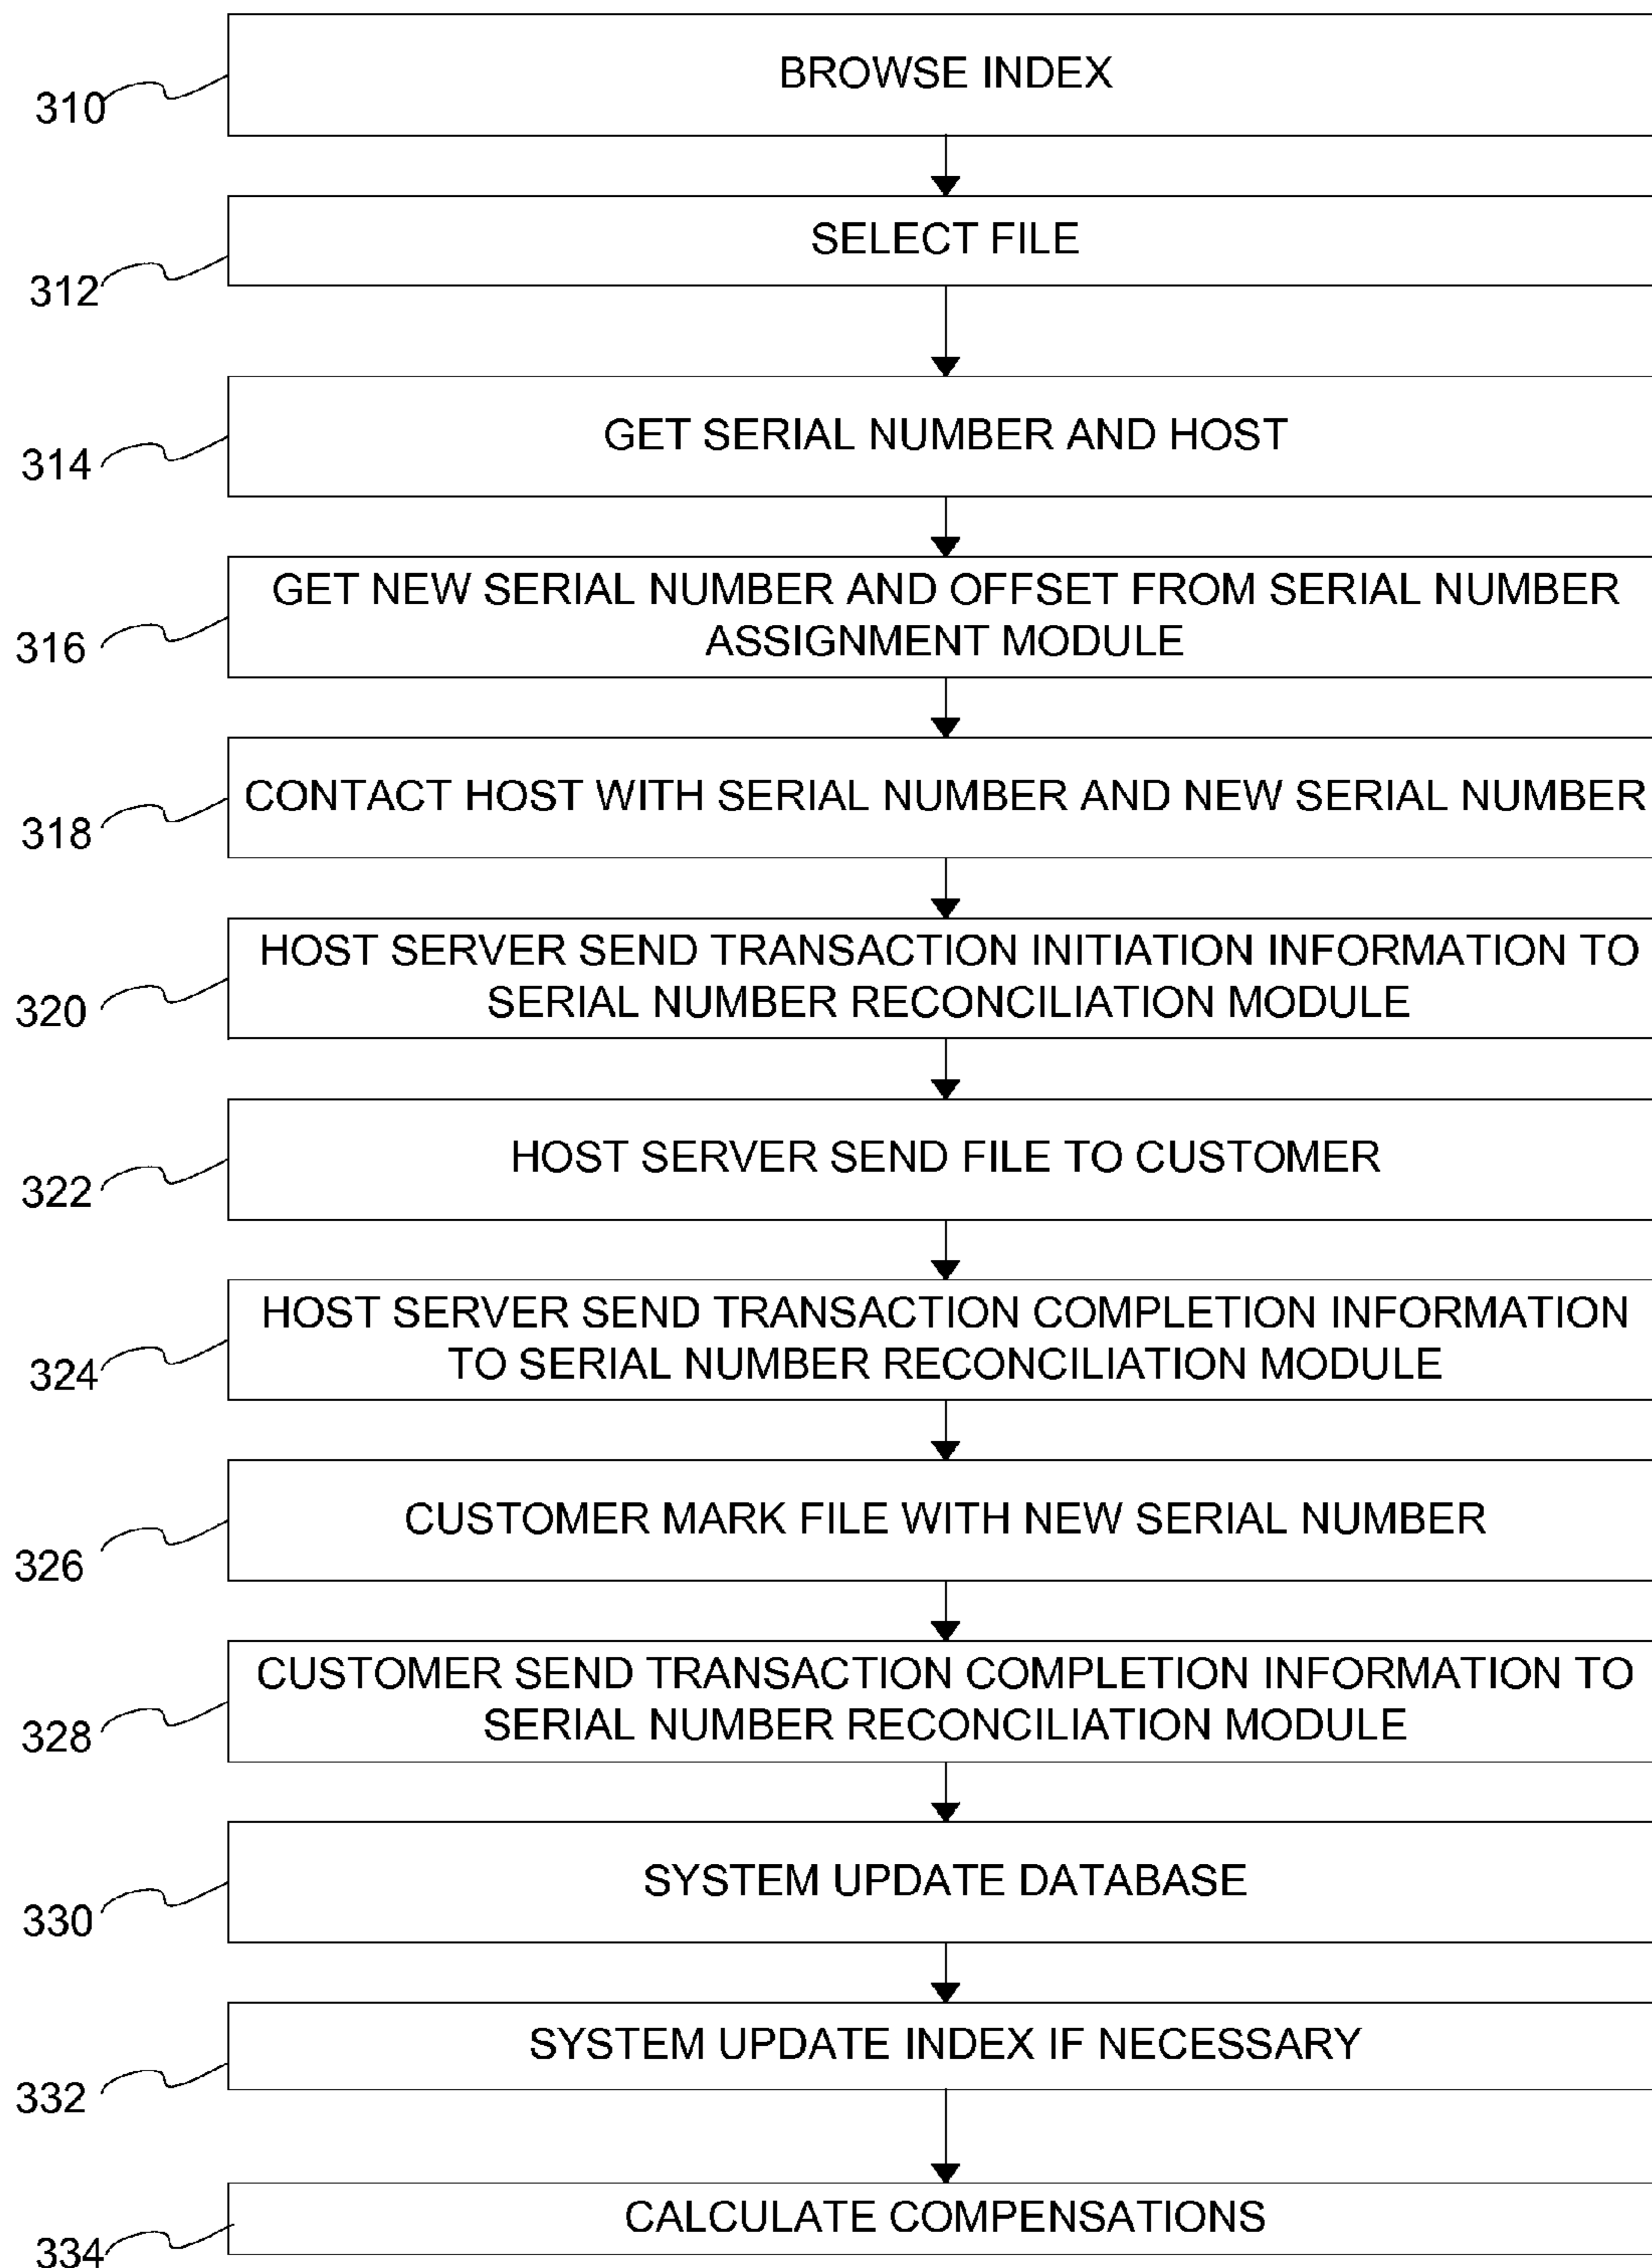 BROWSE INDEX
310
SELECT FILE
312
GET SERIAL NUMBER AND HOST
314
GET NEW SERIAL NUMBER AND OFFSET FROM SERIAL NUMBER
ASSIGNMENT MODULE
316
CONTACT HOST WITH SERIAL NUMBER AND NEW SERIAL NUMBER
318
HOST SERVER SEND TRANSACTION INITIATION INFORMATION TO
SERIAL NUMBER RECONCILIATION MODULE
320
HOST SERVER SEND FILE TO CUSTOMER
322
HOST SERVER SEND TRANSACTION COMPLETION INFORMATION
TO SERIAL NUMBER RECONCILIATION MODULE
324
CUSTOMER MARK FILE WITH NEW SERIAL NUMBER
326
CUSTOMER SEND TRANSACTION COMPLETION INFORMATION TO
SERIAL NUMBER RECONCILIATION MODULE
328
SYSTEM UPDATE DATABASE
330
SYSTEM UPDATE INDEX IF NECESSARY
332
CALCULATE COMPENSATIONS
334